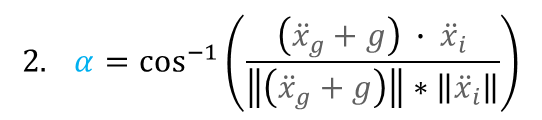 2. α = cos⁻¹ ( (ẍ_g + g) · ẍ_i / ‖(ẍ_g + g)‖ * ‖ẍ_i‖ )